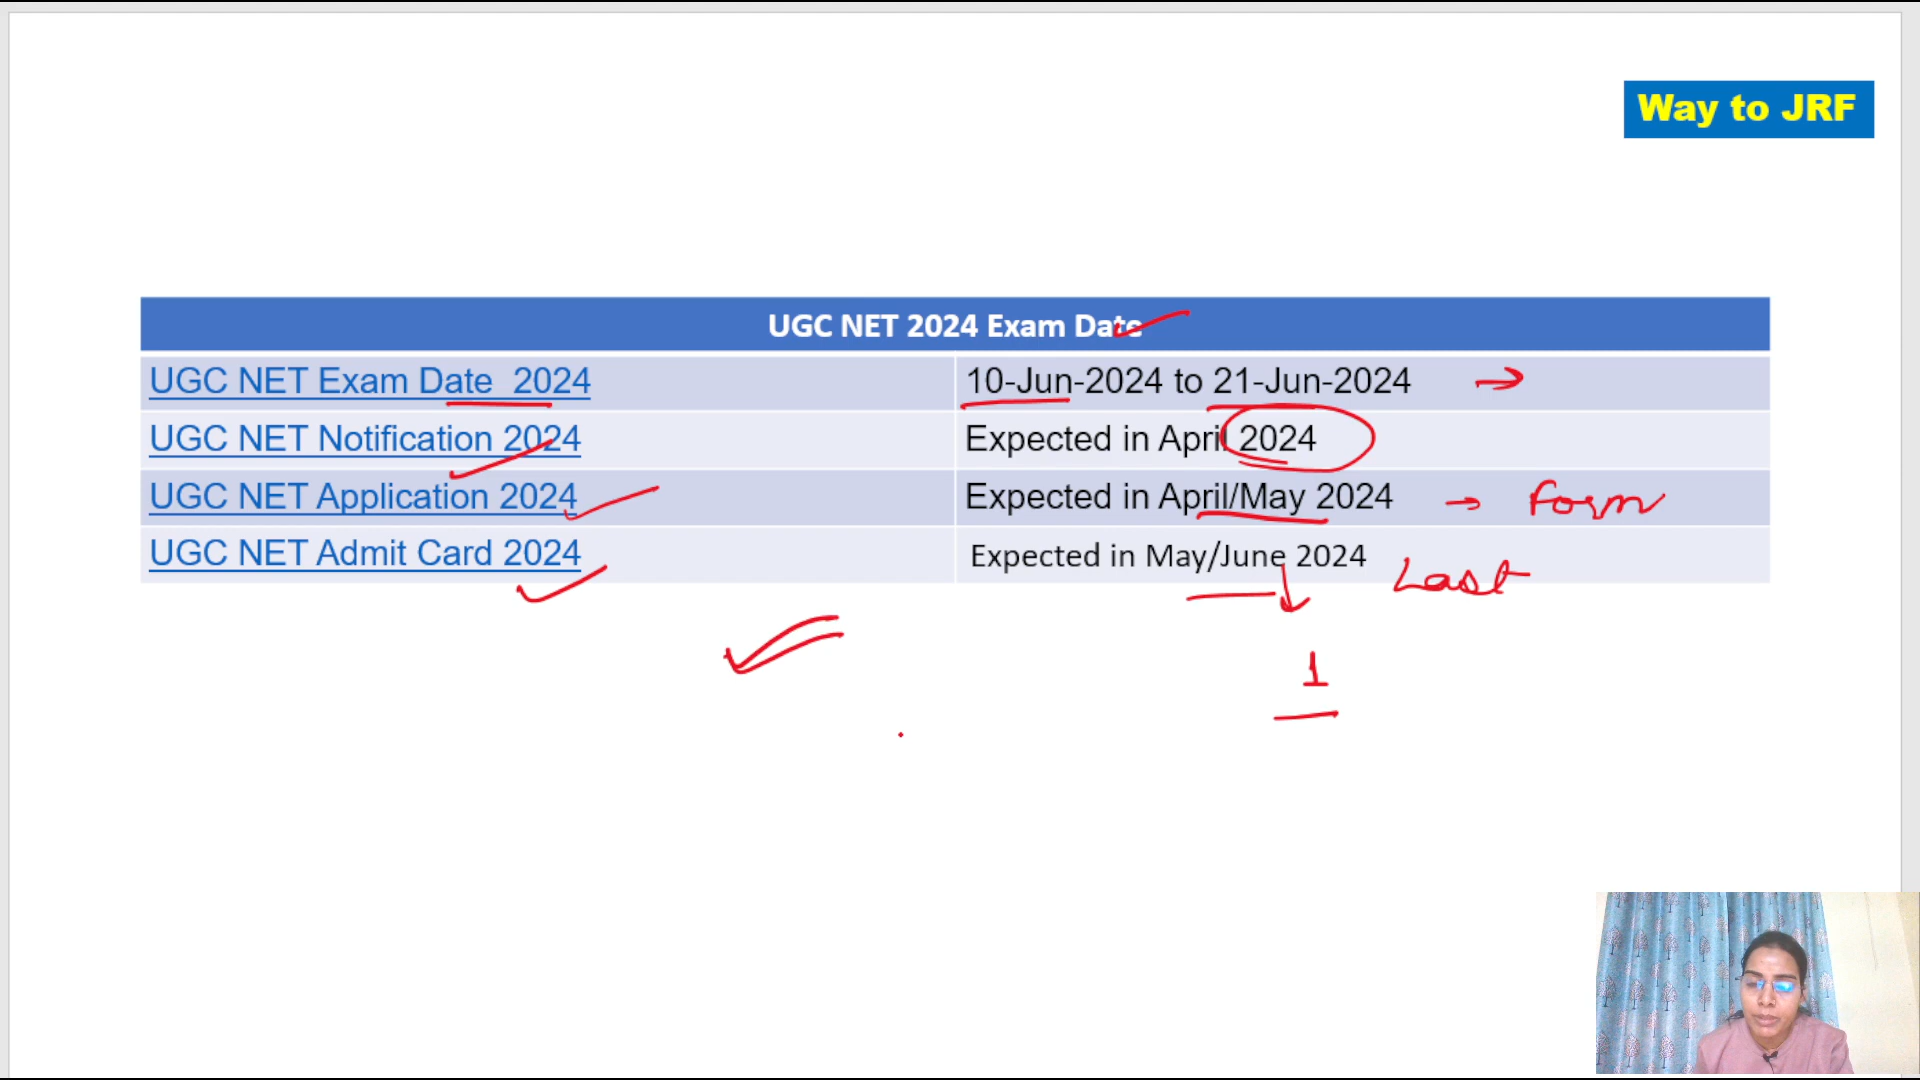 Way to JRF
UGC NET 2024 Exam Date
UGC NET Exam Date 2024 10-Jun-2024 to 21-Jun-2024
UGC NET Notification 2024 Expected in April 2024
UGC NET Application 2024 Expected in April/May 2024 → Form
UGC NET Admit Card 2024 Expected in May/June 2024 Last
1